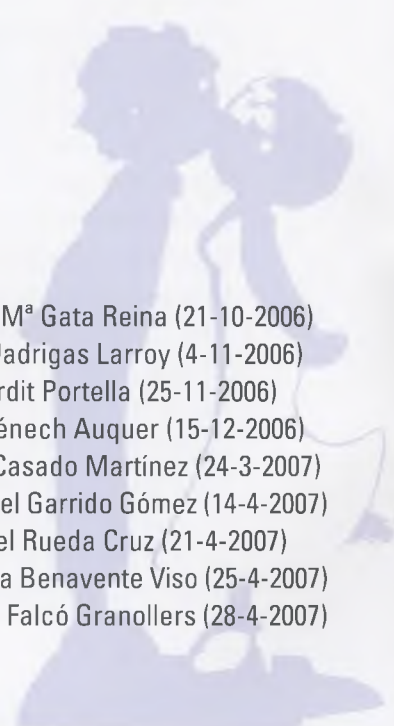 Mª Gata Reina (21-10-2006)
adrigas Larroy (4-11-2006)
rdit Portella (25-11-2006)
énech Auquer (15-12-2006)
Casado Martínez (24-3-2007)
el Garrido Gómez (14-4-2007)
el Rueda Cruz (21-4-2007)
a Benavente Viso (25-4-2007)
Falcó Granollers (28-4-2007)